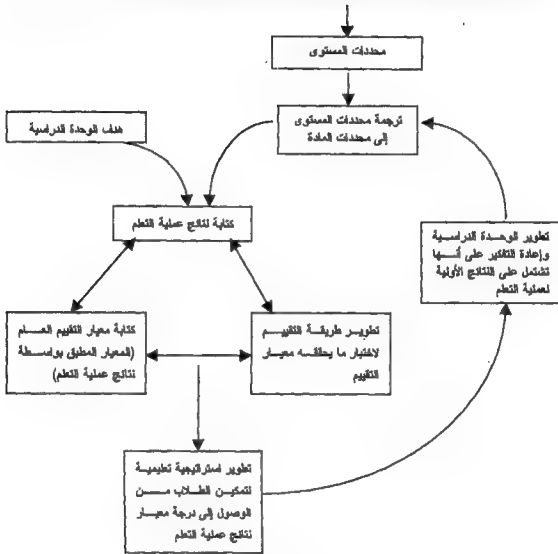 محددات المستوى
ترجمة محددات المستوى
إلى محددات المادة
هدف الوحدة الدراسية
كتابة نتائج عملية التعلم
تطوير الوحدة الدراسية
وإعادة التفكير على أنها
تشتمل على النتائج الأولية
لعملية التعلم
كتابة معيار التقييم العام
(المعيار المطبق بواسطة
نتائج عملية التعلم)
تطوير طريقة التقييم
لاختبار ما يحققه معيار
التقييم
تطوير استراتيجية تعليمية
لتمكين الطلاب من
الوصول إلى درجة معيار
نتائج عملية التعلم